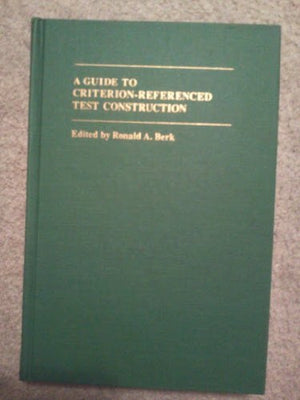 A GUIDE TO
CRITERION-REFERENCED
TEST CONSTRUCTION
Edited by Ronald A. Berk